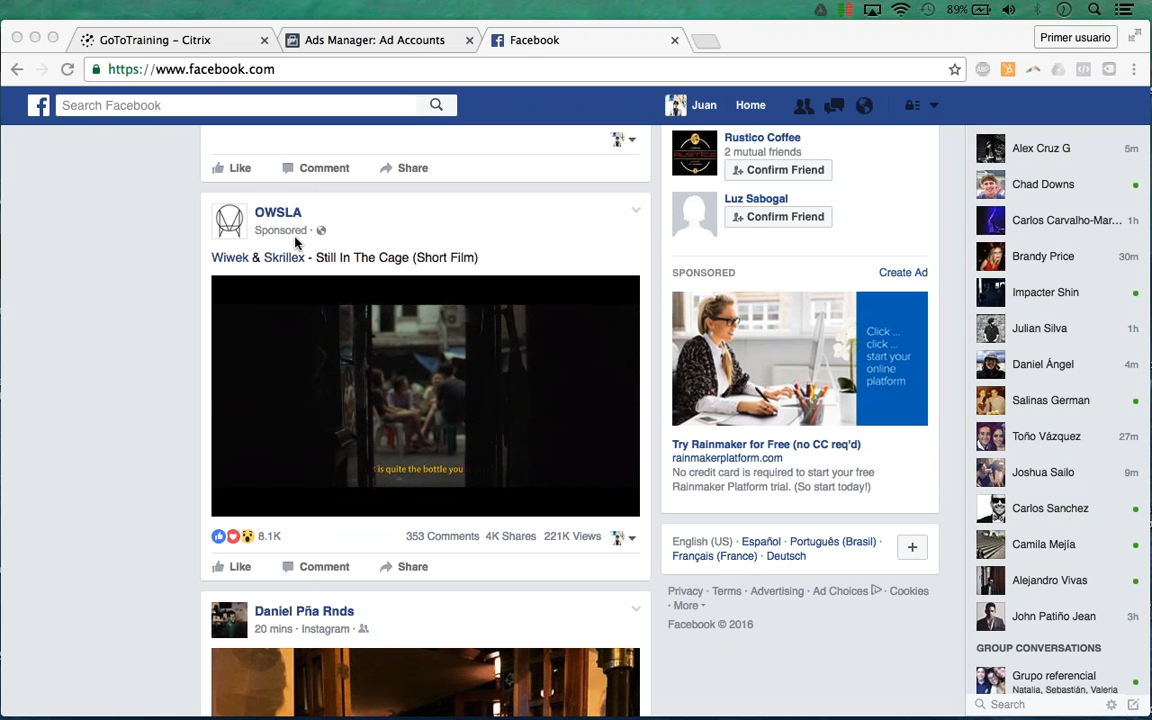 89%
GoToTraining - Citrix
Ads Manager: Ad Accounts
Facebook
Primer usuario
https://www.facebook.com
Search Facebook
Juan
Home
Like
Comment
Share
OWSLA
Sponsored ·
Wiwek & Skrillex - Still In The Cage (Short Film)
is quite the bottle you
8.1K
353 Comments
4K Shares
221K Views
Like
Comment
Share
Daniel Pña Rnds
20 mins · Instagram ·
Rustico Coffee
2 mutual friends
Confirm Friend
Luz Sabogal
Confirm Friend
SPONSORED
Create Ad
Click ...
click ...
start your
online
platform
Try Rainmaker for Free (no CC req'd)
rainmakerplatform.com
No credit card is required to start your free
Rainmaker Platform trial. (So start today!)
English (US) · Español · Português (Brasil) ·
Français (France) · Deutsch
Privacy · Terms · Advertising · Ad Choices · Cookies
· More
Facebook © 2016
Alex Cruz G 5m
Chad Downs
Carlos Carvalho-Mar... 1h
Brandy Price 30m
Impacter Shin
Julian Silva 1h
Daniel Ángel 4m
Salinas German
Toño Vázquez 27m
Joshua Sailo 9m
Carlos Sanchez
Camila Mejía
Alejandro Vivas
John Patiño Jean 3h
GROUP CONVERSATIONS
Grupo referencial
Natalia, Sebastián, Valeria
Search